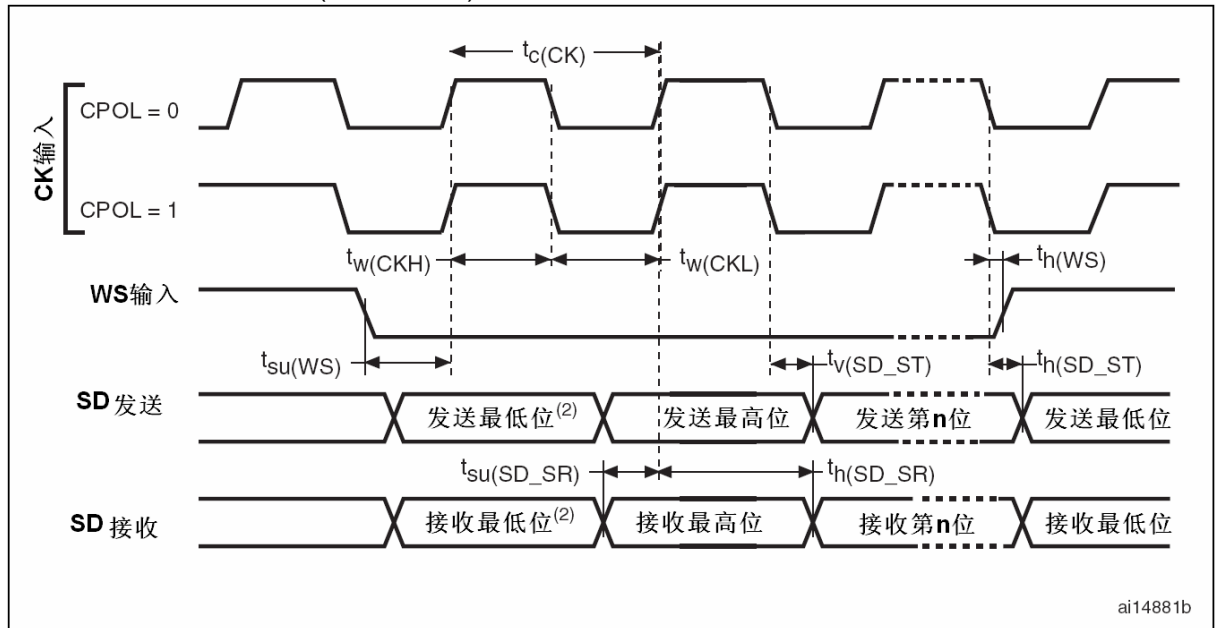 tc(CK)
CK输入
CPOL = 0
CPOL = 1
tw(CKH)
tw(CKL)
th(WS)
WS输入
tsu(WS)
tv(SD_ST)
th(SD_ST)
SD发送
发送最低位(2)
发送最高位
发送第n位
发送最低位
tsu(SD_SR)
th(SD_SR)
SD接收
接收最低位(2)
接收最高位
接收第n位
接收最低位
ai14881b